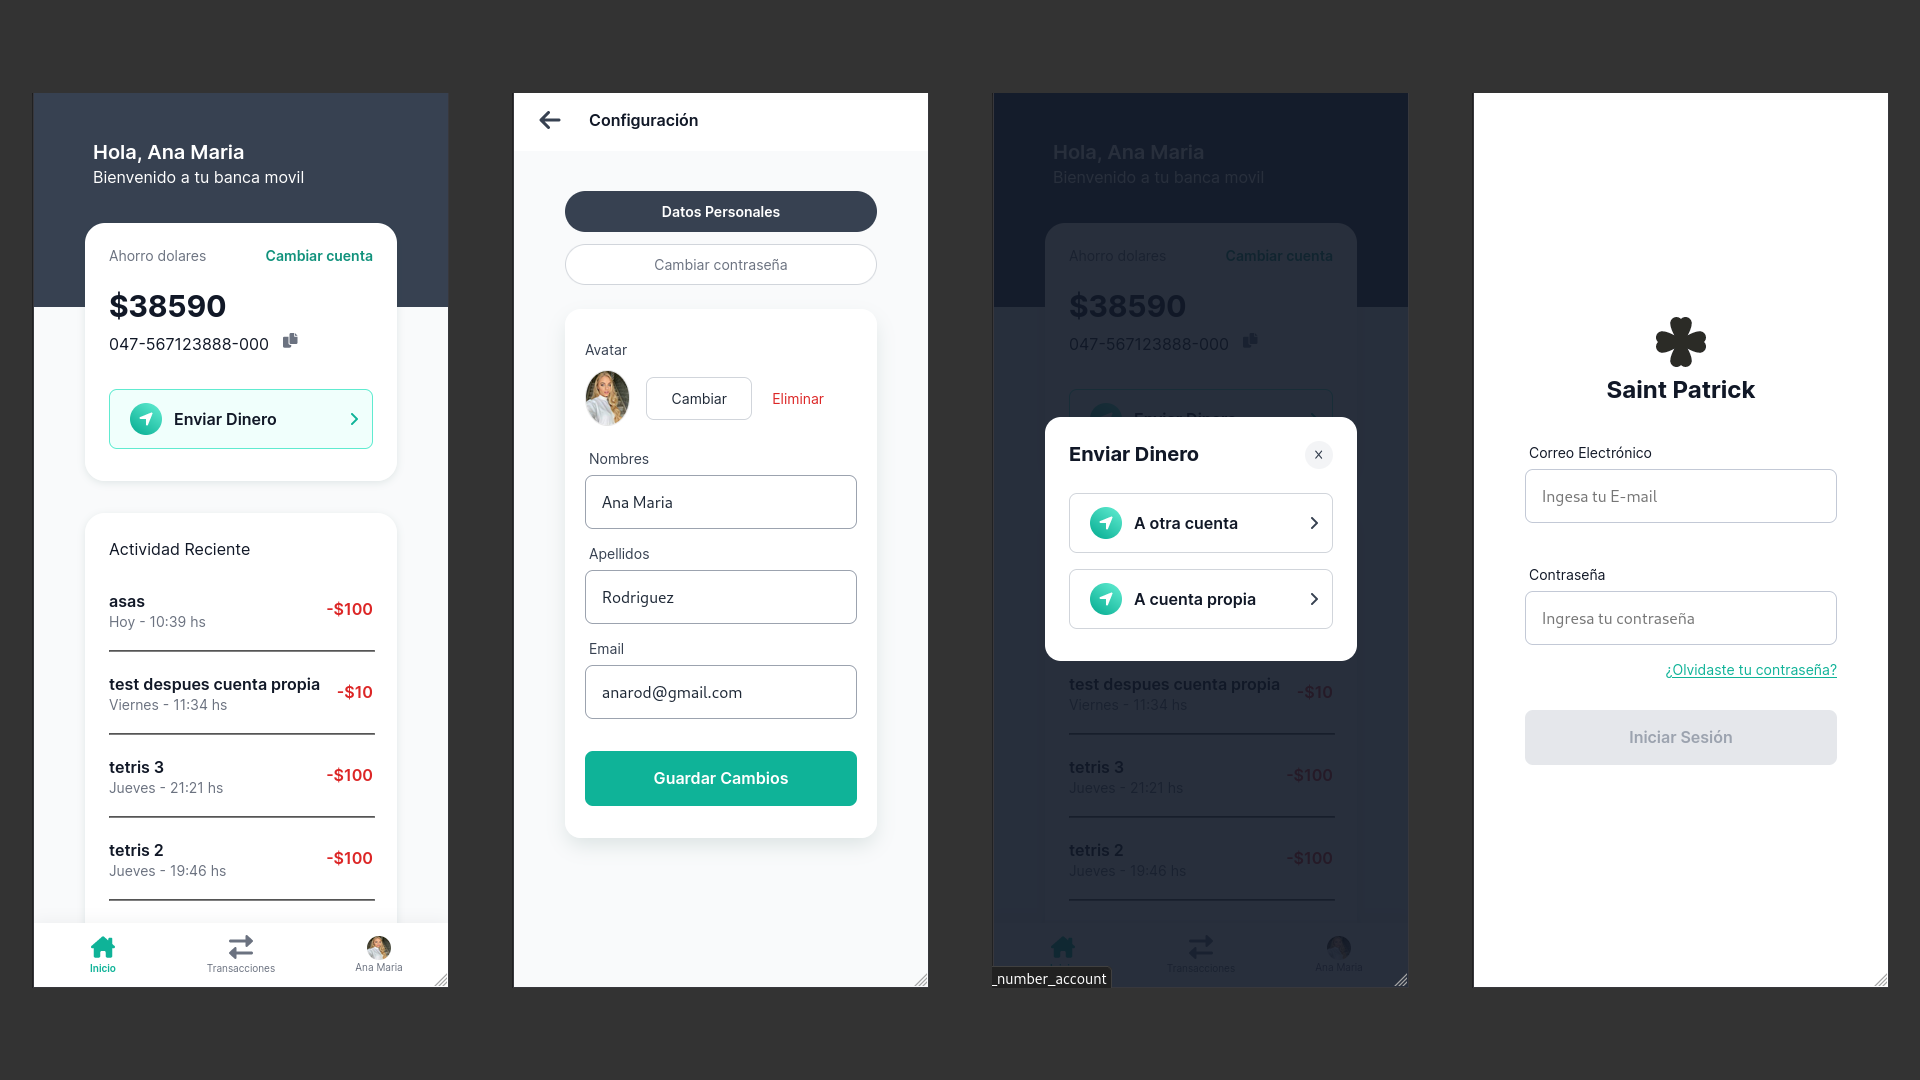 Hola, Ana Maria
Bienvenido a tu banca movil
Ahorro dolares
Cambiar cuenta
$38590
047-567123888-000
Enviar Dinero
Actividad Reciente
asas
Hoy - 10:39 hs
-$100
test despues cuenta propia
Viernes - 11:34 hs
-$10
tetris 3
Jueves - 21:21 hs
-$100
tetris 2
Jueves - 19:46 hs
-$100
Inicio
Transacciones
Ana Maria
Configuración
Datos Personales
Cambiar contraseña
Avatar
Cambiar
Eliminar
Nombres
Ana Maria
Apellidos
Rodriguez
Email
anarod@gmail.com
Guardar Cambios
Hola, Ana Maria
Bienvenido a tu banca movil
Ahorro dolares
Cambiar cuenta
$38590
047-567123888-000
Enviar Dinero
X
A otra cuenta
A cuenta propia
test despues cuenta propia
Viernes - 11:34 hs
-$10
tetris 3
Jueves - 21:21 hs
-$100
tetris 2
Jueves - 19:46 hs
-$100
Transacciones
Ana Maria
_number_account
Saint Patrick
Correo Electrónico
Ingesa tu E-mail
Contraseña
Ingresa tu contraseña
¿Olvidaste tu contraseña?
Iniciar Sesión